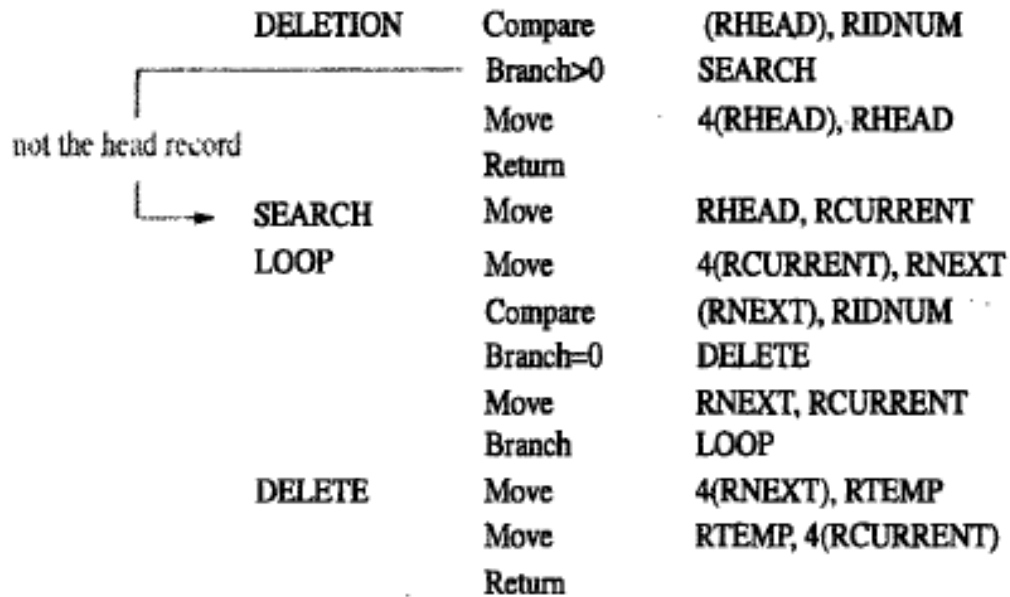 DELETION Compare (RHEAD), RIDNUM
Branch>0 SEARCH
Move 4(RHEAD), RHEAD
not the head record
Return
SEARCH Move RHEAD, RCURRENT
LOOP Move 4(RCURRENT), RNEXT
Compare (RNEXT), RIDNUM
Branch=0 DELETE
Move RNEXT, RCURRENT
Branch LOOP
DELETE Move 4(RNEXT), RTEMP
Move RTEMP, 4(RCURRENT)
Return